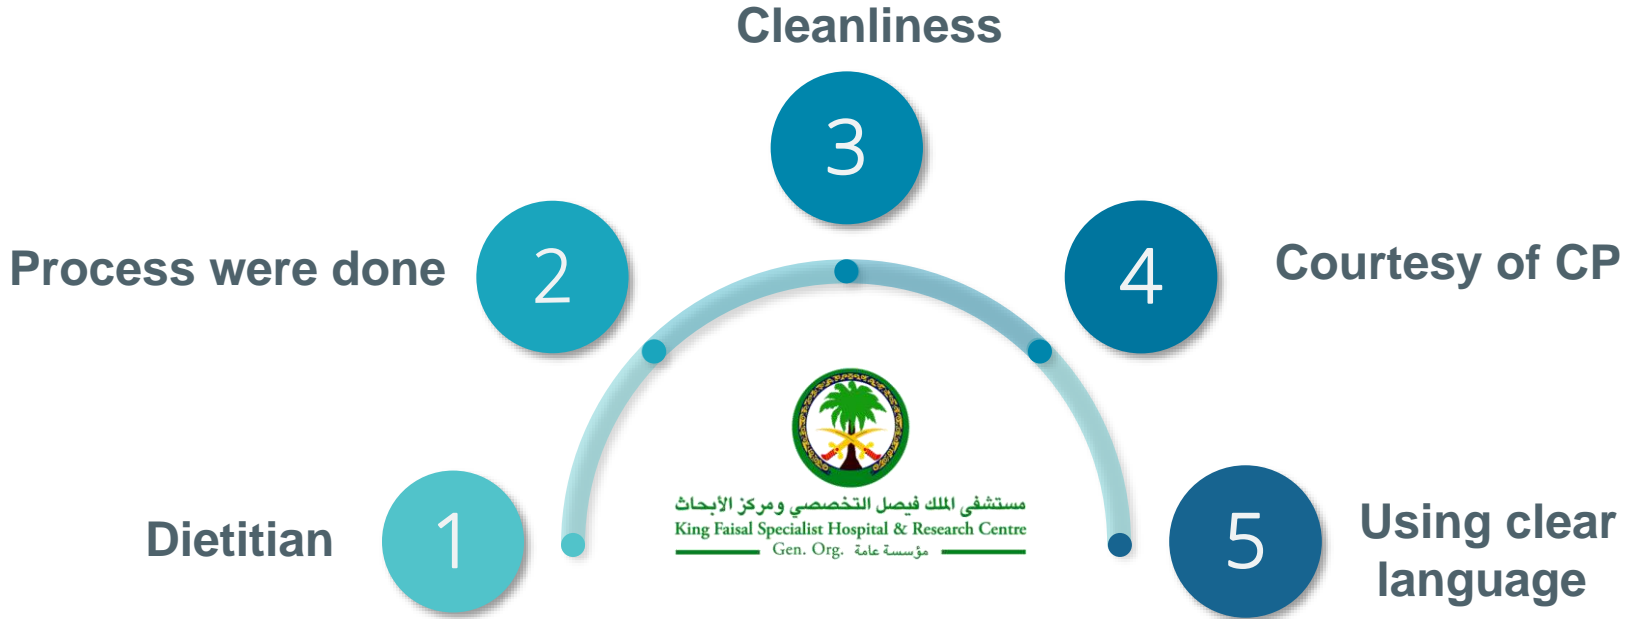 Cleanliness
3
Process were done
2
4
Courtesy of CP
مستشفى الملك فيصل التخصصي ومركز الأبحاث
King Faisal Specialist Hospital & Research Centre
Gen. Org. مؤسسة عامة
Dietitian
1
5
Using clear
language